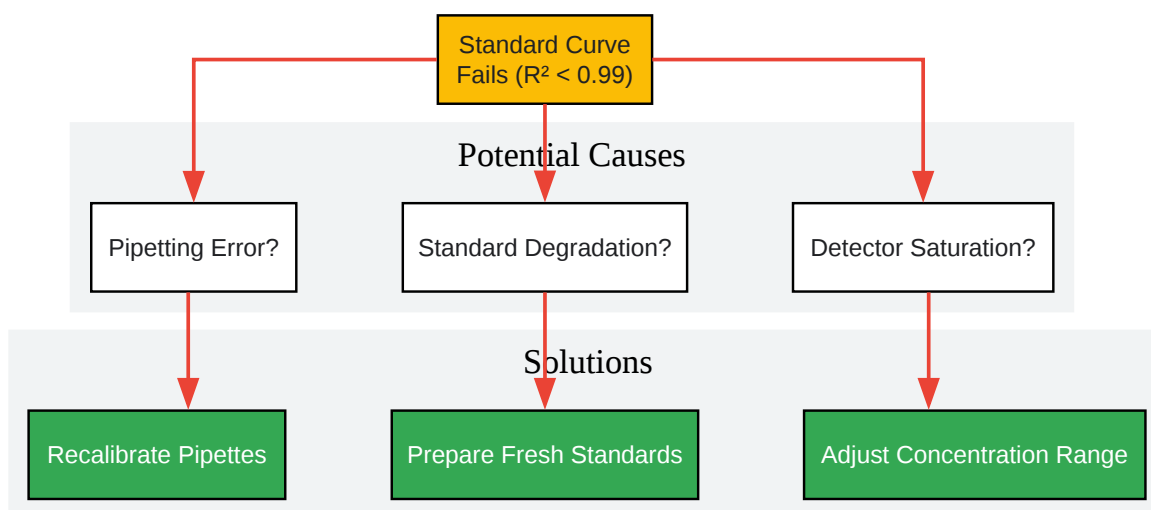 Standard Curve
Fails (R² < 0.99)
Potential Causes
Pipetting Error?
Standard Degradation?
Detector Saturation?
Solutions
Recalibrate Pipettes
Prepare Fresh Standards
Adjust Concentration Range